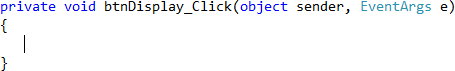 private void btnDisplay_Click(object sender, EventArgs e)
{

}